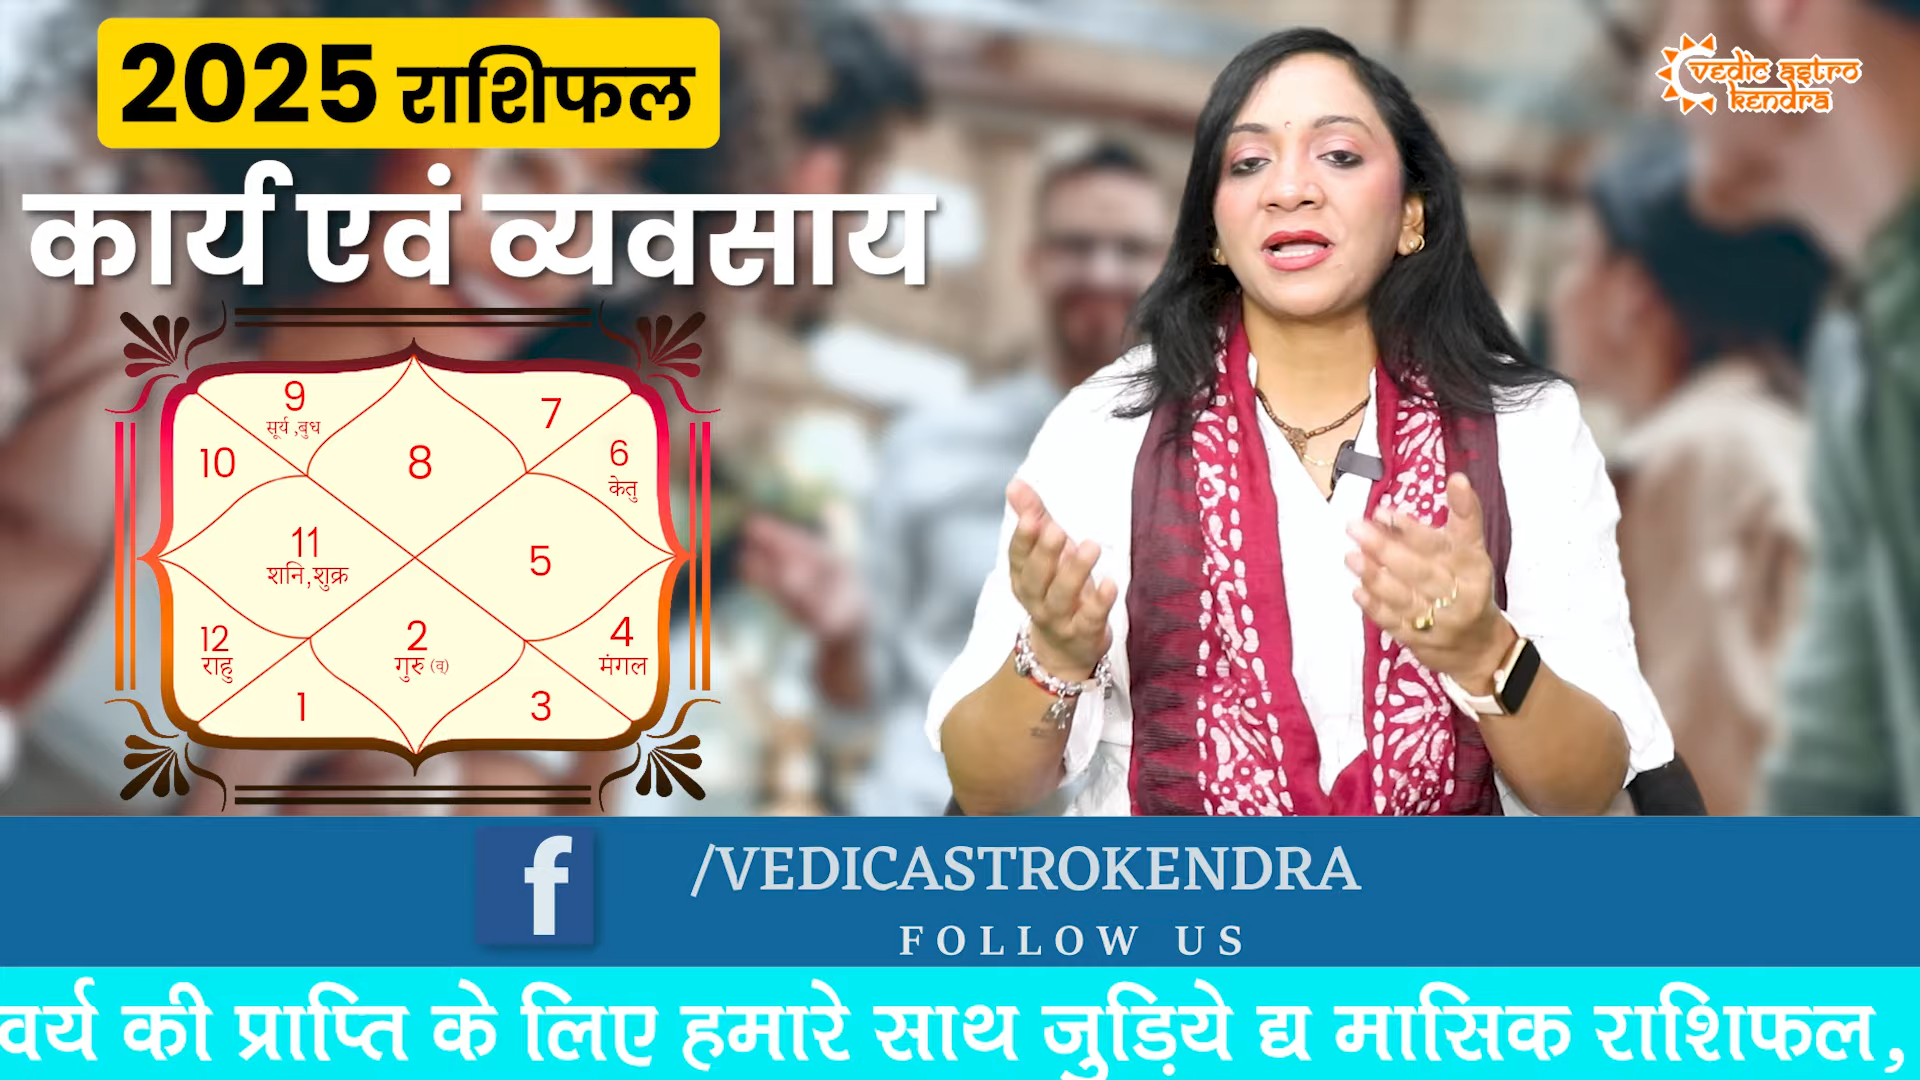 2025 राशिफल
vedic astro
kendra
कार्य एवं व्यवसाय
9
सूर्य ,बुध
7
10
8
6
केतु
11
शनि,शुक्र
5
12
राहु
2
गुरु (व)
4
मंगल
1
3
f
/VEDICASTROKENDRA
FOLLOW US
वर्य की प्राप्ति के लिए हमारे साथ जुड़िये द्य मासिक राशिफल,